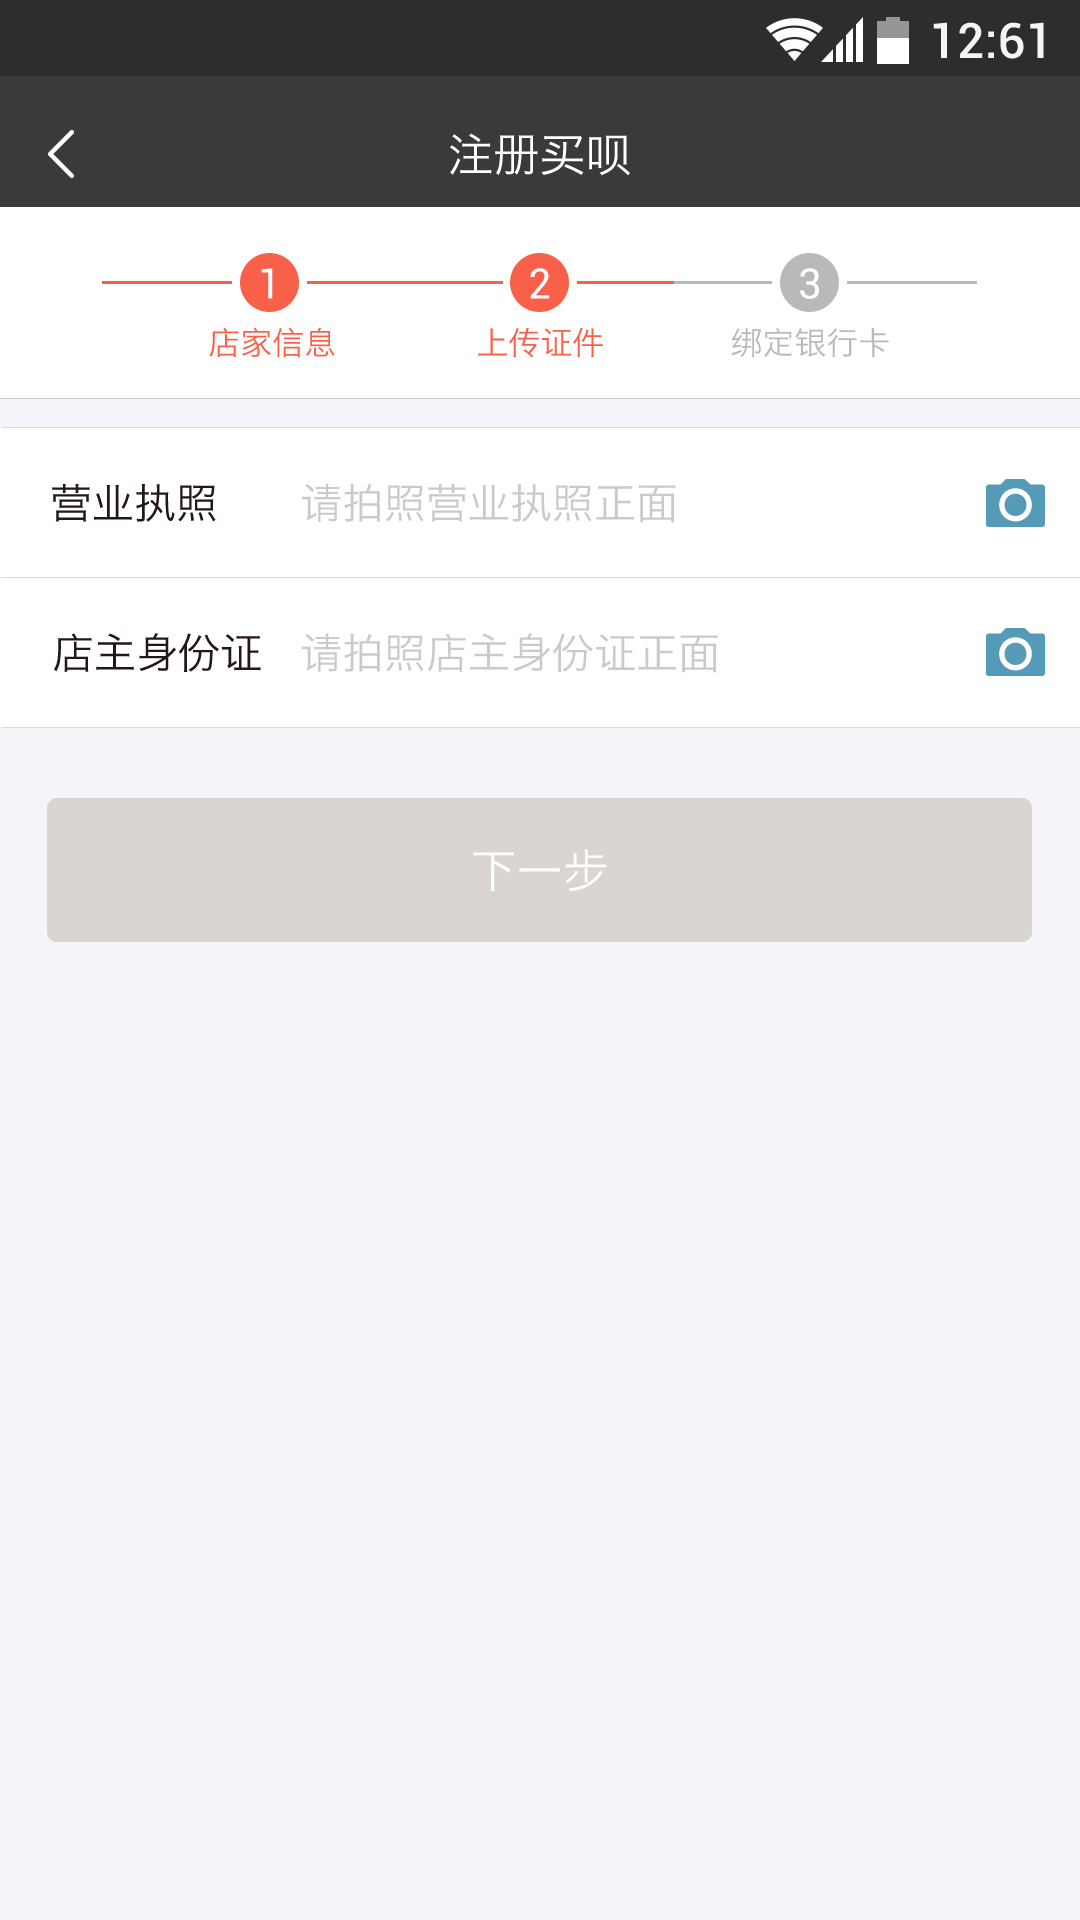 12:61
注册买呗
1 2 3
店家信息 上传证件 绑定银行卡
营业执照 请拍照营业执照正面
店主身份证 请拍照店主身份证正面
下一步